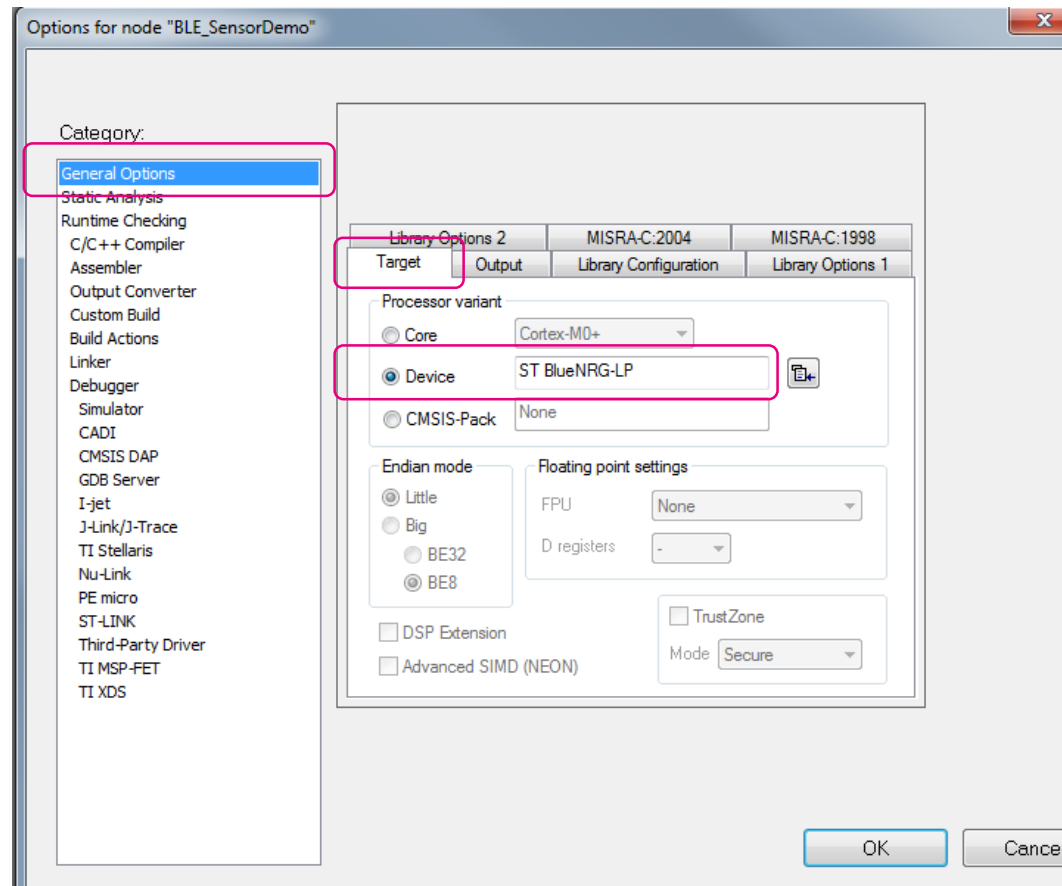 Options for node "BLE_SensorDemo"
x
Category:
General Options
Static Analysis
Runtime Checking
C/C++ Compiler
Assembler
Output Converter
Custom Build
Build Actions
Linker
Debugger
Simulator
CADI
CMSIS DAP
GDB Server
I-jet
J-Link/J-Trace
TI Stellaris
Nu-Link
PE micro
ST-LINK
Third-Party Driver
TI MSP-FET
TI XDS
Library Options 2 MISRA-C:2004 MISRA-C:1998
Target Output Library Configuration Library Options 1
Processor variant
Core Cortex-M0+
Device ST BlueNRG-LP
CMSIS-Pack None
Endian mode
Little
Big
BE32
BE8
Floating point settings
FPU None
D registers -
DSP Extension
Advanced SIMD (NEON)
TrustZone
Mode Secure
OK Cance